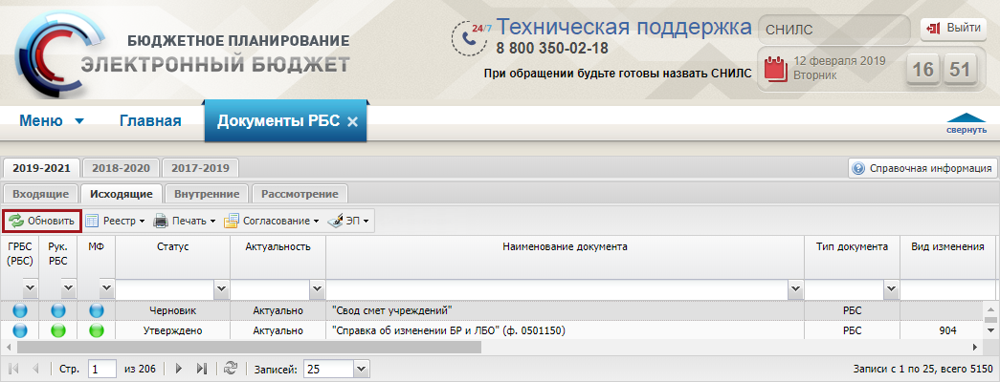 БЮДЖЕТНОЕ ПЛАНИРОВАНИЕ
ЭЛЕКТРОННЫЙ БЮДЖЕТ
24/7 Техническая поддержка
8 800 350-02-18
При обращении будьте готовы назвать СНИЛС
СНИЛС
Выйти
12 февраля 2019
Вторник
16 51
Меню Главная Документы РБС
свернуть
2019-2021 2018-2020 2017-2019 Справочная информация
Входящие Исходящие Внутренние Рассмотрение
Обновить Реестр Печать Согласование ЭП
ГРБС (РБС) Рук. РБС МФ Статус Актуальность Наименование документа Тип документа Вид изменения
Черновик Актуально "Свод смет учреждений" РБС
Утверждено Актуально "Справка об изменении БР и ЛБО" (ф. 0501150) РБС 904
Стр. 1 из 206 Записей: 25 Записи с 1 по 25, всего 5150